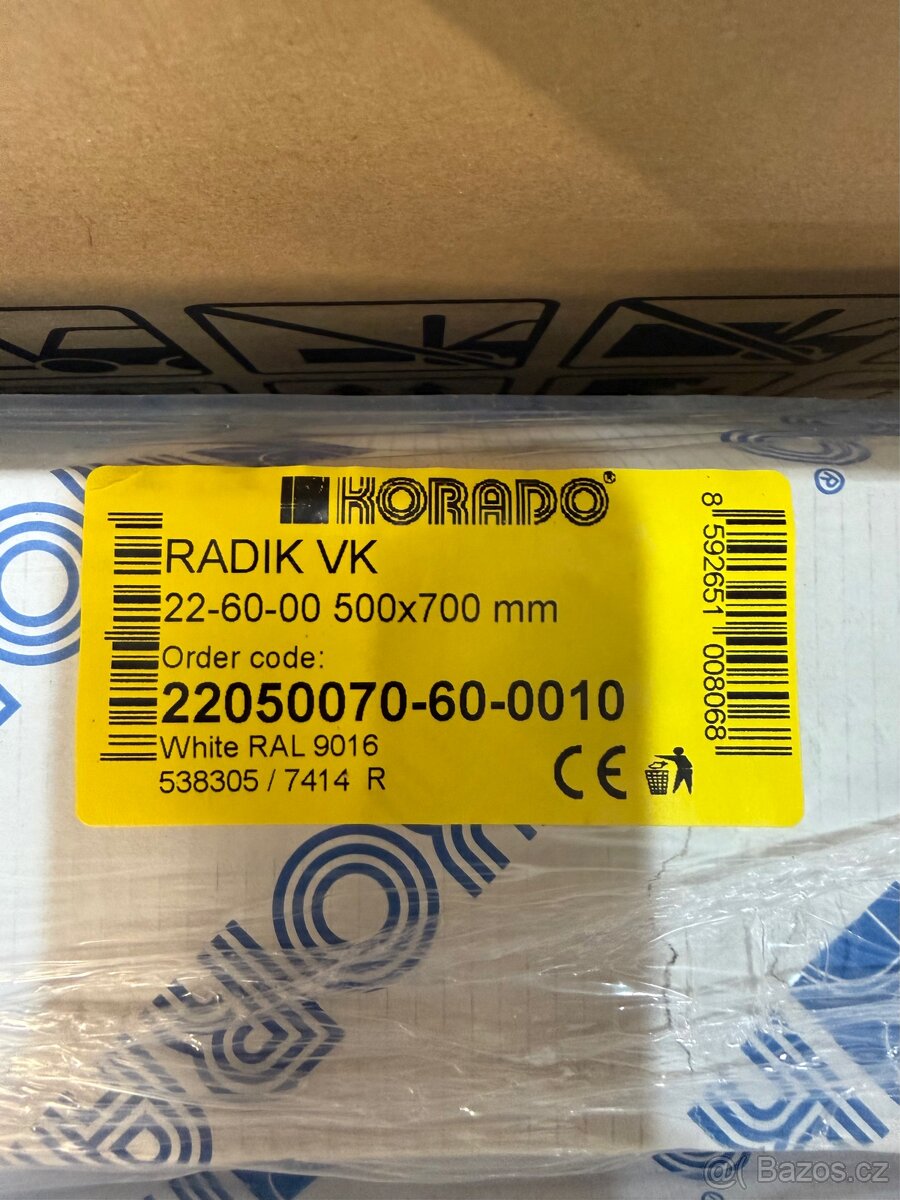 KORADO®
RADIK VK
22-60-00 500x700 mm
Order code:
22050070-60-0010
White RAL 9016
538305 / 7414 R
CE
8 592651 008068
®
Bazos.cz